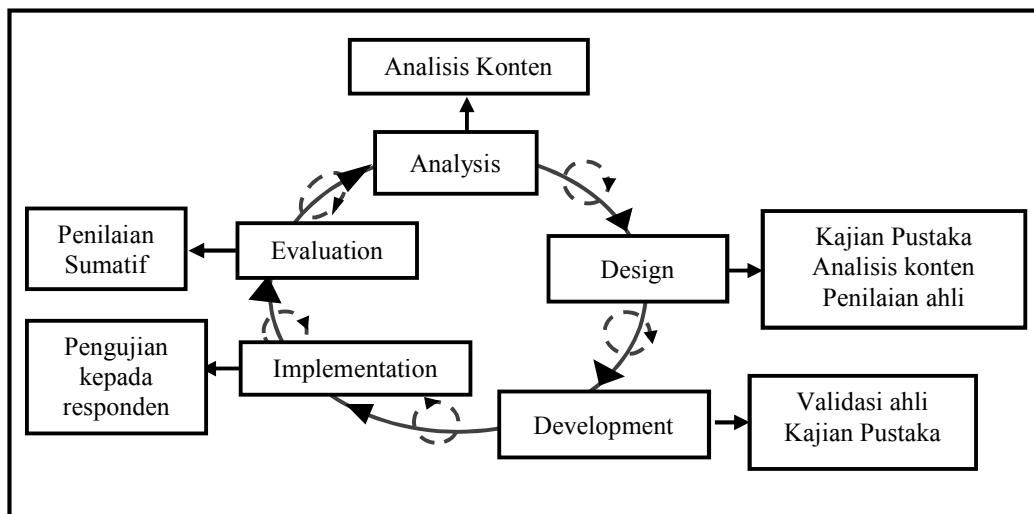 Analisis Konten
Analysis
Penilaian
Sumatif
Evaluation
Design
Kajian Pustaka
Analisis konten
Penilaian ahli
Pengujian
kepada
responden
Implementation
Development
Validasi ahli
Kajian Pustaka